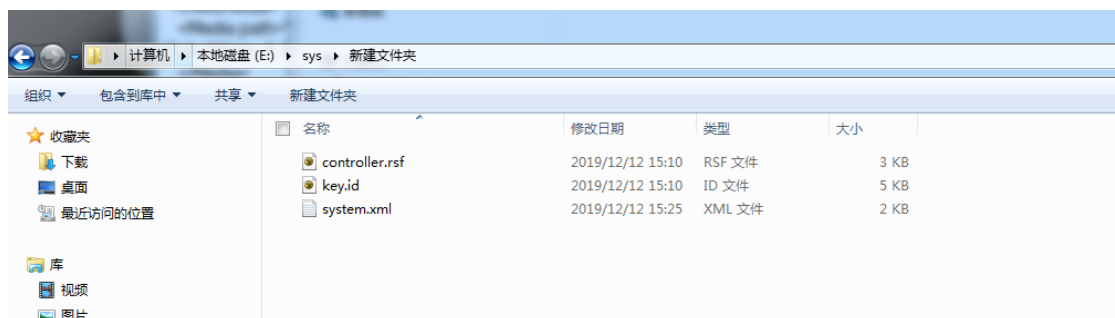 <Media path="
计算机 ▸ 本地磁盘 (E:) ▸ sys ▸ 新建文件夹
组织 ▼ 包含到库中 ▼ 共享 ▼ 新建文件夹
收藏夹
下载
桌面
最近访问的位置
库
视频
图片
名称 修改日期 类型 大小
controller.rsf 2019/12/12 15:10 RSF 文件 3 KB
key.id 2019/12/12 15:10 ID 文件 5 KB
system.xml 2019/12/12 15:25 XML 文件 2 KB